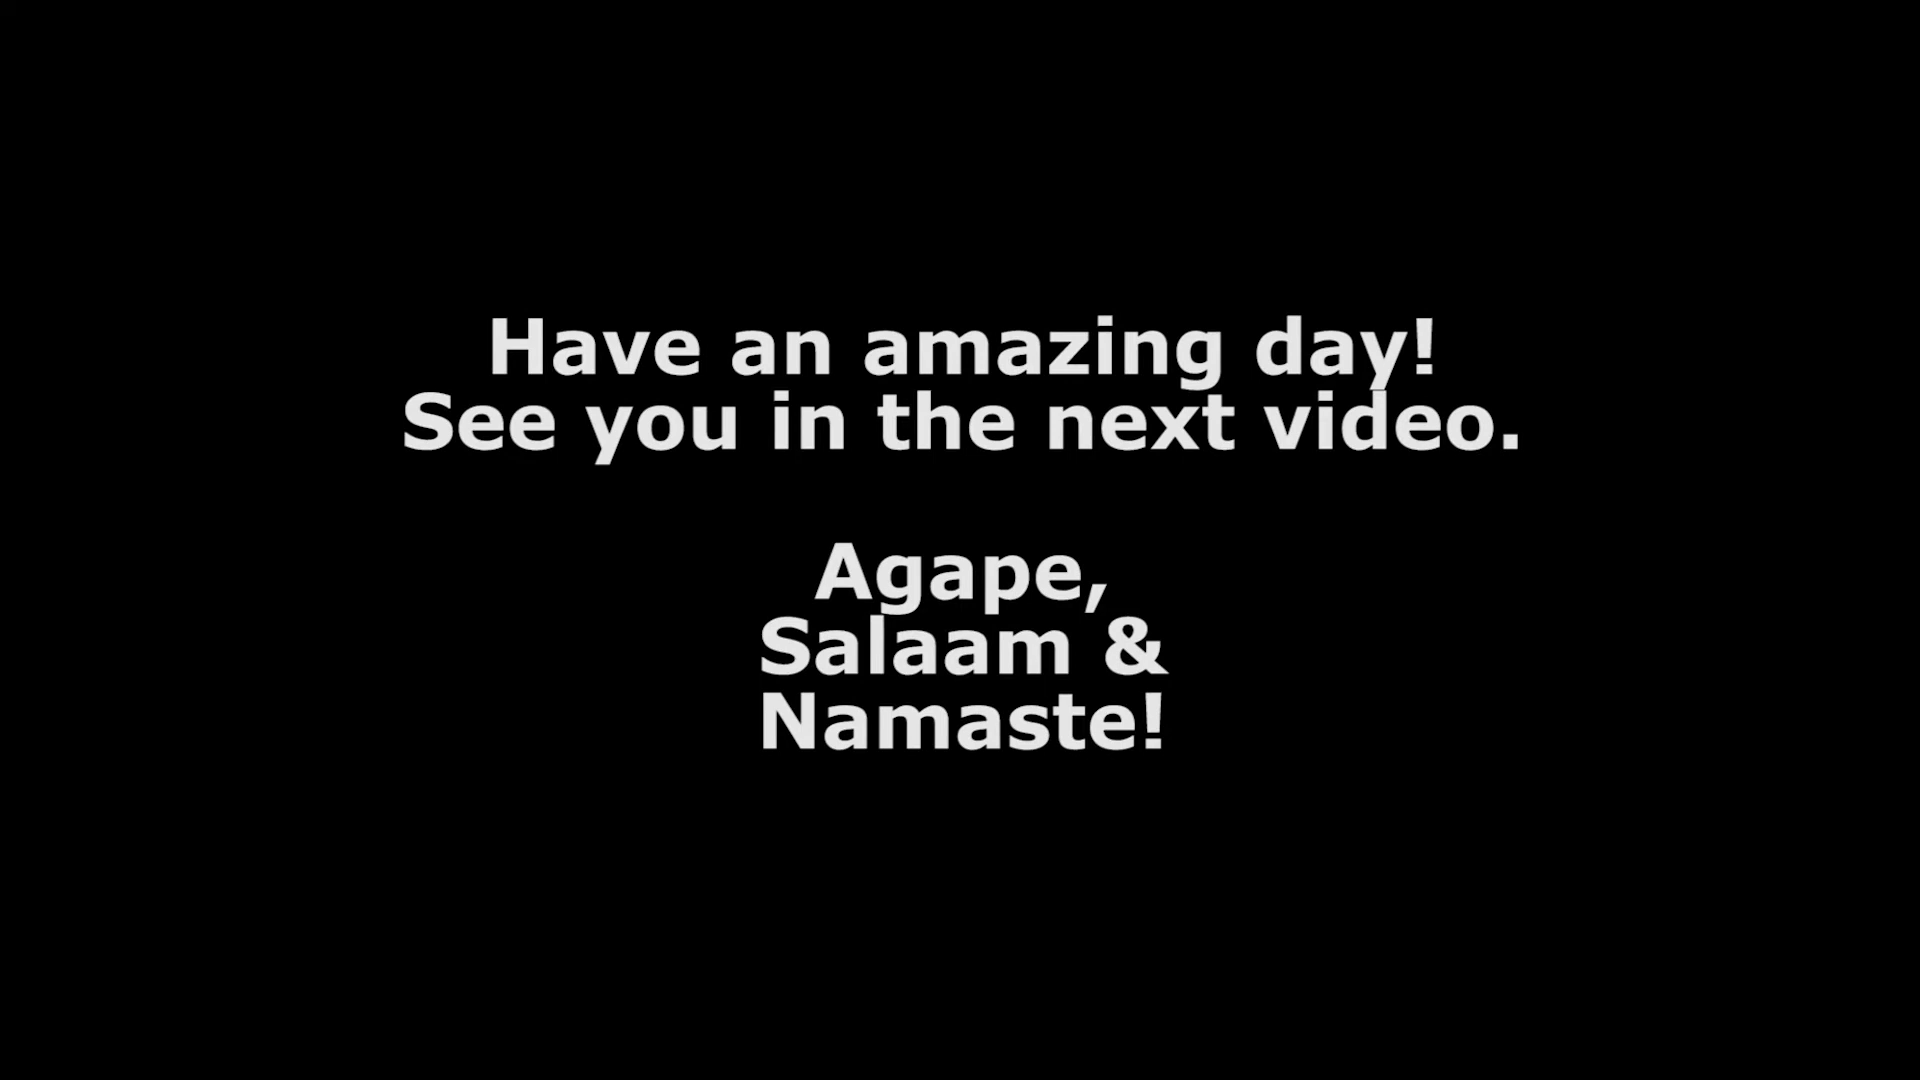 Have an amazing day!
See you in the next video.
Agape,
Salaam &
Namaste!